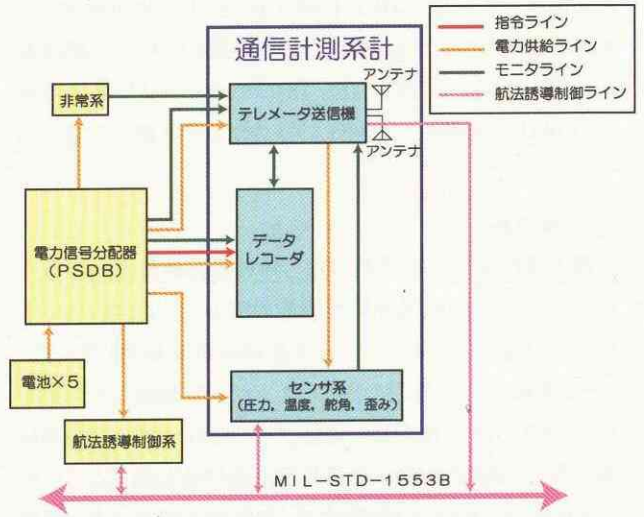 指令ライン
電力供給ライン
モニタライン
航法誘導制御ライン
通信計測系計
アンテナ
非常系
テレメータ送信機
アンテナ
電力信号分配器
(PSDB)
データ
レコーダ
電池×5
センサ系
(圧力，温度，舵角，歪み)
航法誘導制御系
MIL-STD-1553B